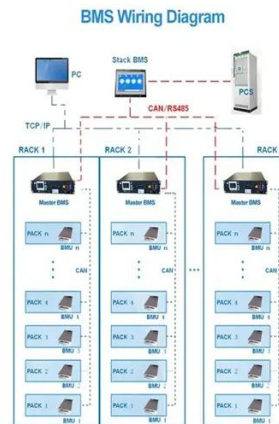 BMS Wiring Diagram
PC
Stack BMS
PCS
CAN/RS485
TCP/IP
RACK 1
RACK 2
RACK
Master BMS
Master BMS
Master BMS
PACK n
BMU n
PACK n
BMU n
PACK n
BMU n
CAN
CAN
CAN
PACK 4
BMU 4
PACK 4
BMU 4
PACK 4
BMU 4
PACK 3
BMU 3
PACK 3
BMU 3
PACK 3
BMU 3
PACK 2
BMU 2
PACK 2
BMU 2
PACK 2
BMU 2
PACK 1
BMU 1
PACK 1
BMU 1
PACK 1
BMU 1